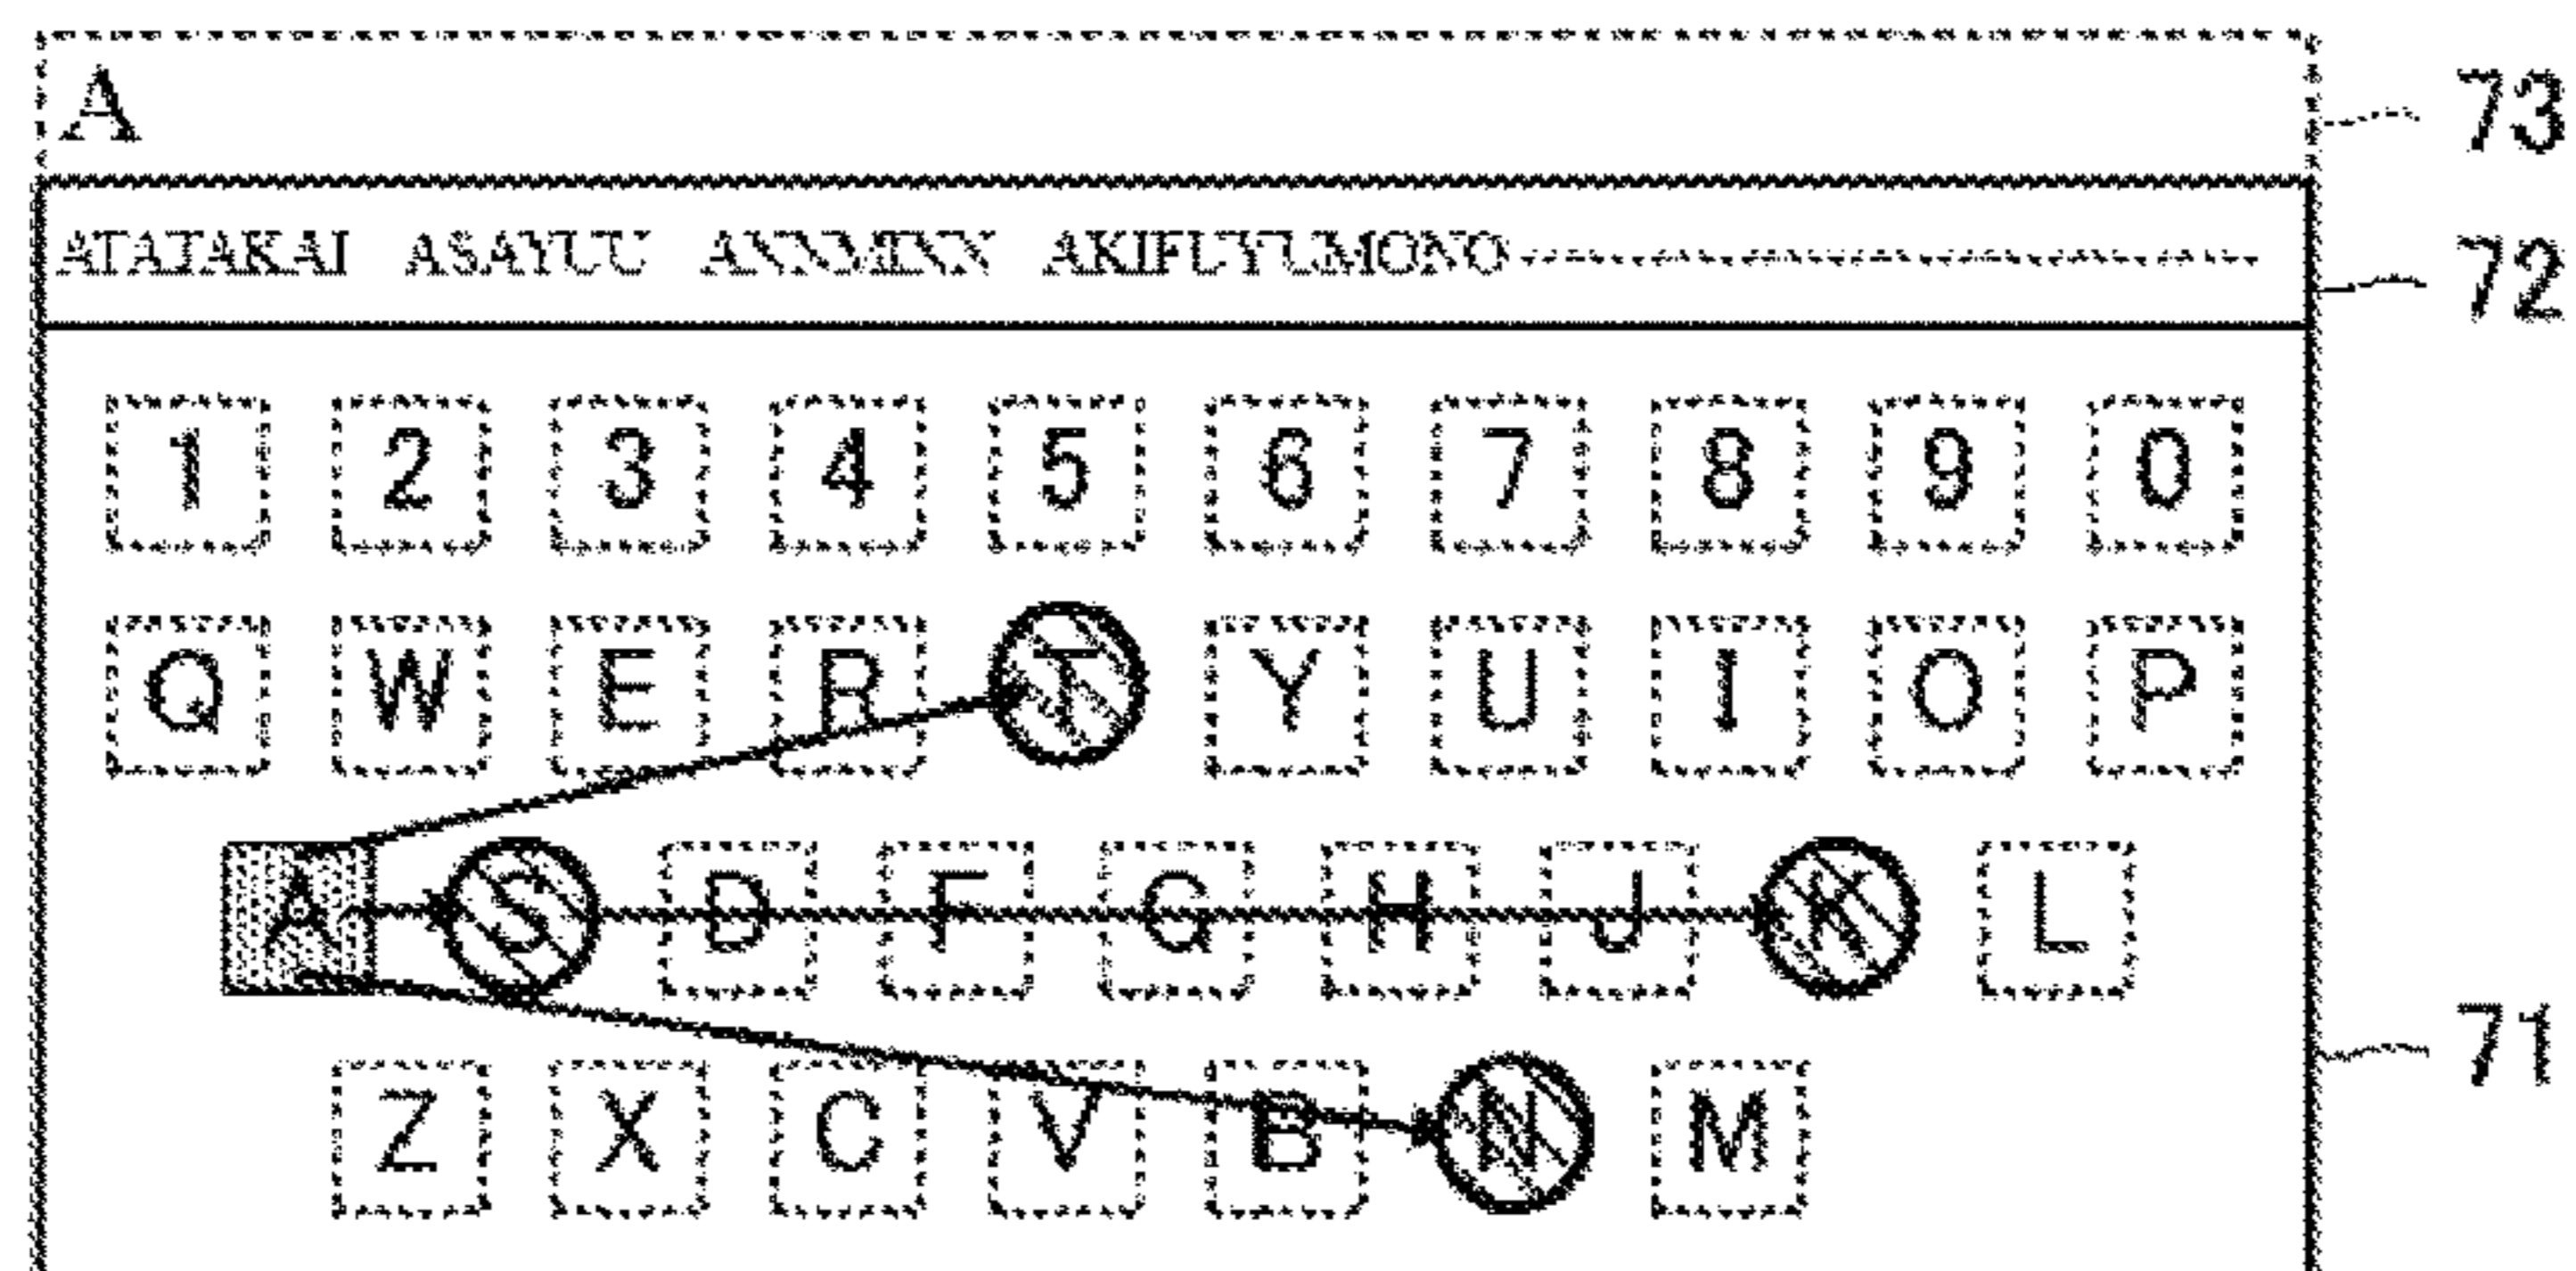 A 73
ATATAKAI ASAYUU ANNMINN AKIFUYUMONO 72
1 2 3 4 5 6 7 8 9 0
Q W E R T Y U I O P
A S D F G H J K L
71
Z X C V B N M